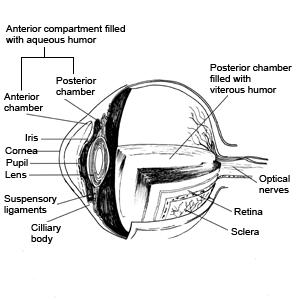 Anterior compartment filled
with aqueous humor
Posterior
chamber
Anterior
chamber
Posterior chamber
filled with
viterous humor
Iris
Cornea
Pupil
Lens
Suspensory
ligaments
Cilliary
body
Optical
nerves
Retina
Sclera